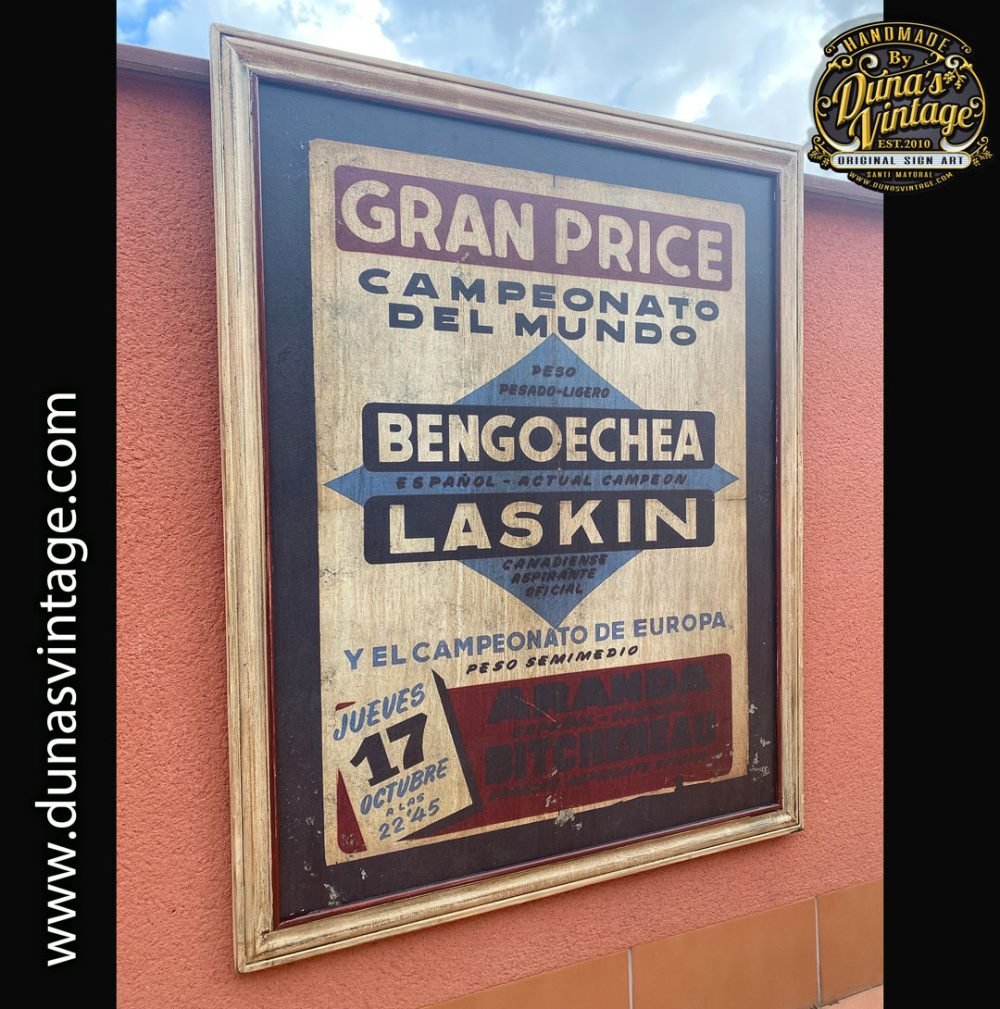 HANDMADE
By
Duna's
Vintage
EST.2010
ORIGINAL SIGN ART
SANTI MAYORAL
WWW.DUNASVINTAGE.COM
GRAN PRICE
CAMPEONATO
DEL MUNDO
PESO
PESADO-LIGERO
BENGOECHEA
ESPAÑOL - ACTUAL CAMPEON
LASKIN
CANADIENSE
ASPIRANTE
OFICIAL
Y EL CAMPEONATO DE EUROPA
PESO SEMIMEDIO
ARANDA
BITCHEREAU
JUEVES
17
OCTUBRE
A LAS
22'45
www.dunasvintage.com